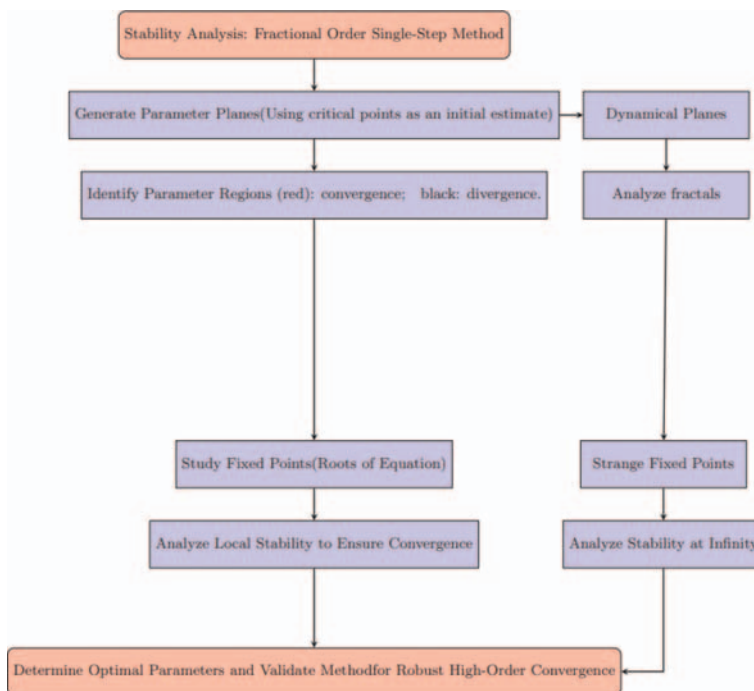 Stability Analysis: Fractional Order Single-Step Method
Generate Parameter Planes(Using critical points as an initial estimate)
Dynamical Planes
Identify Parameter Regions (red): convergence; black: divergence.
Analyze fractals
Study Fixed Points(Roots of Equation)
Strange Fixed Points
Analyze Local Stability to Ensure Convergence
Analyze Stability at Infinity
Determine Optimal Parameters and Validate Methodfor Robust High-Order Convergence